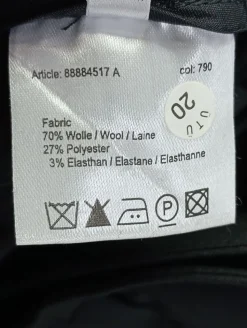 Article: 88884517 A col: 790
UTU
20
Fabric
70% Wolle / Wool / Laine
27% Polyester
3% Elasthan / Elastane / Elasthanne
P